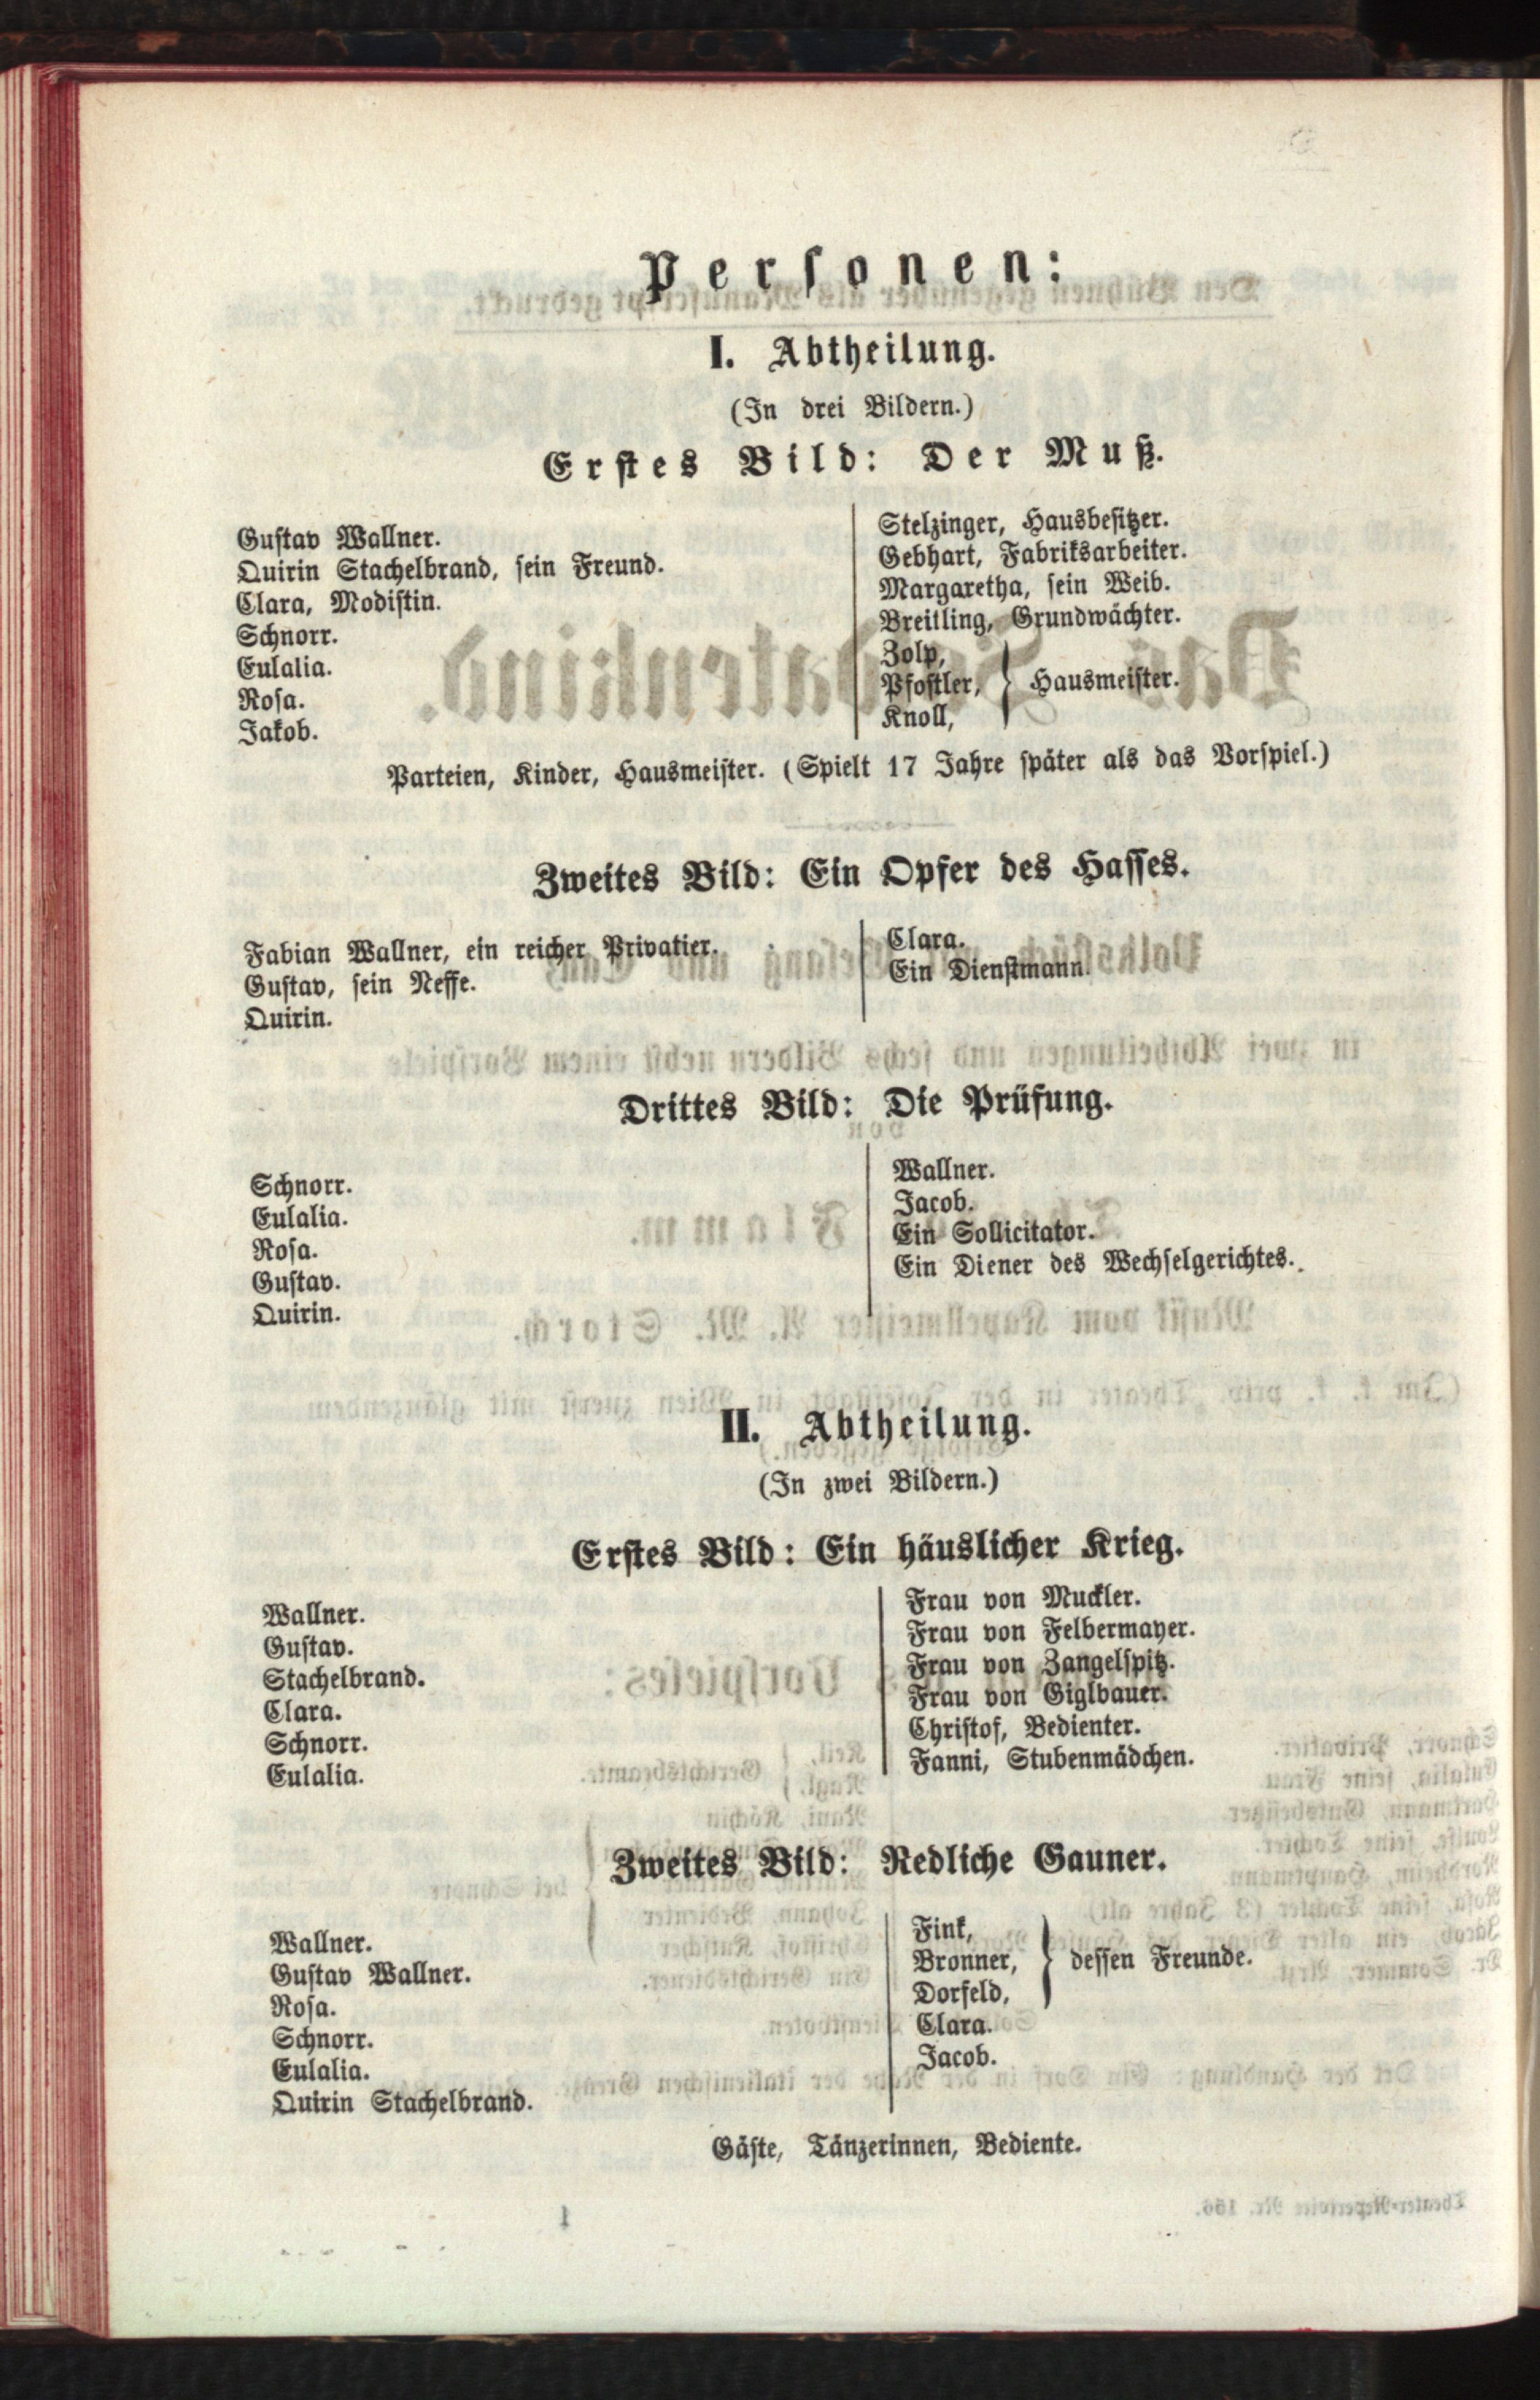 Personen:
I. Abtheilung.
(In drei Bildern.)
Erstes Bild: Der Muß.
Gustav Wallner.
Quirin Stachelbrand, sein Freund.
Clara, Modistin.
Schnorr.
Eulalia.
Rosa.
Jakob.
Stelzinger, Hausbesitzer.
Gebhart, Fabriksarbeiter.
Margaretha, sein Weib.
Breitling, Grundwächter.
Zolp,
Pfostler, } Hausmeister.
Knoll,
Parteien, Kinder, Hausmeister. (Spielt 17 Jahre später als das Vorspiel.)
Zweites Bild: Ein Opfer des Hasses.
Fabian Wallner, ein reicher Privatier.
Gustav, sein Neffe.
Quirin.
Clara.
Ein Dienstmann.
Drittes Bild: Die Prüfung.
Schnorr.
Eulalia.
Rosa.
Gustav.
Quirin.
Wallner.
Jacob.
Ein Sollicitator.
Ein Diener des Wechselgerichtes.
II. Abtheilung.
(In zwei Bildern.)
Erstes Bild: Ein häuslicher Krieg.
Wallner.
Gustav.
Stachelbrand.
Clara.
Schnorr.
Eulalia.
Frau von Muckler.
Frau von Felbermayer.
Frau von Zangelspitz.
Frau von Giglbauer.
Christof, Bedienter.
Fanni, Stubenmädchen.
Zweites Bild: Redliche Gauner.
Wallner.
Gustav Wallner.
Rosa.
Schnorr.
Eulalia.
Quirin Stachelbrand.
Fink,
Bronner, } dessen Freunde.
Dorfeld,
Clara.
Jacob.
Gäste, Tänzerinnen, Bediente.